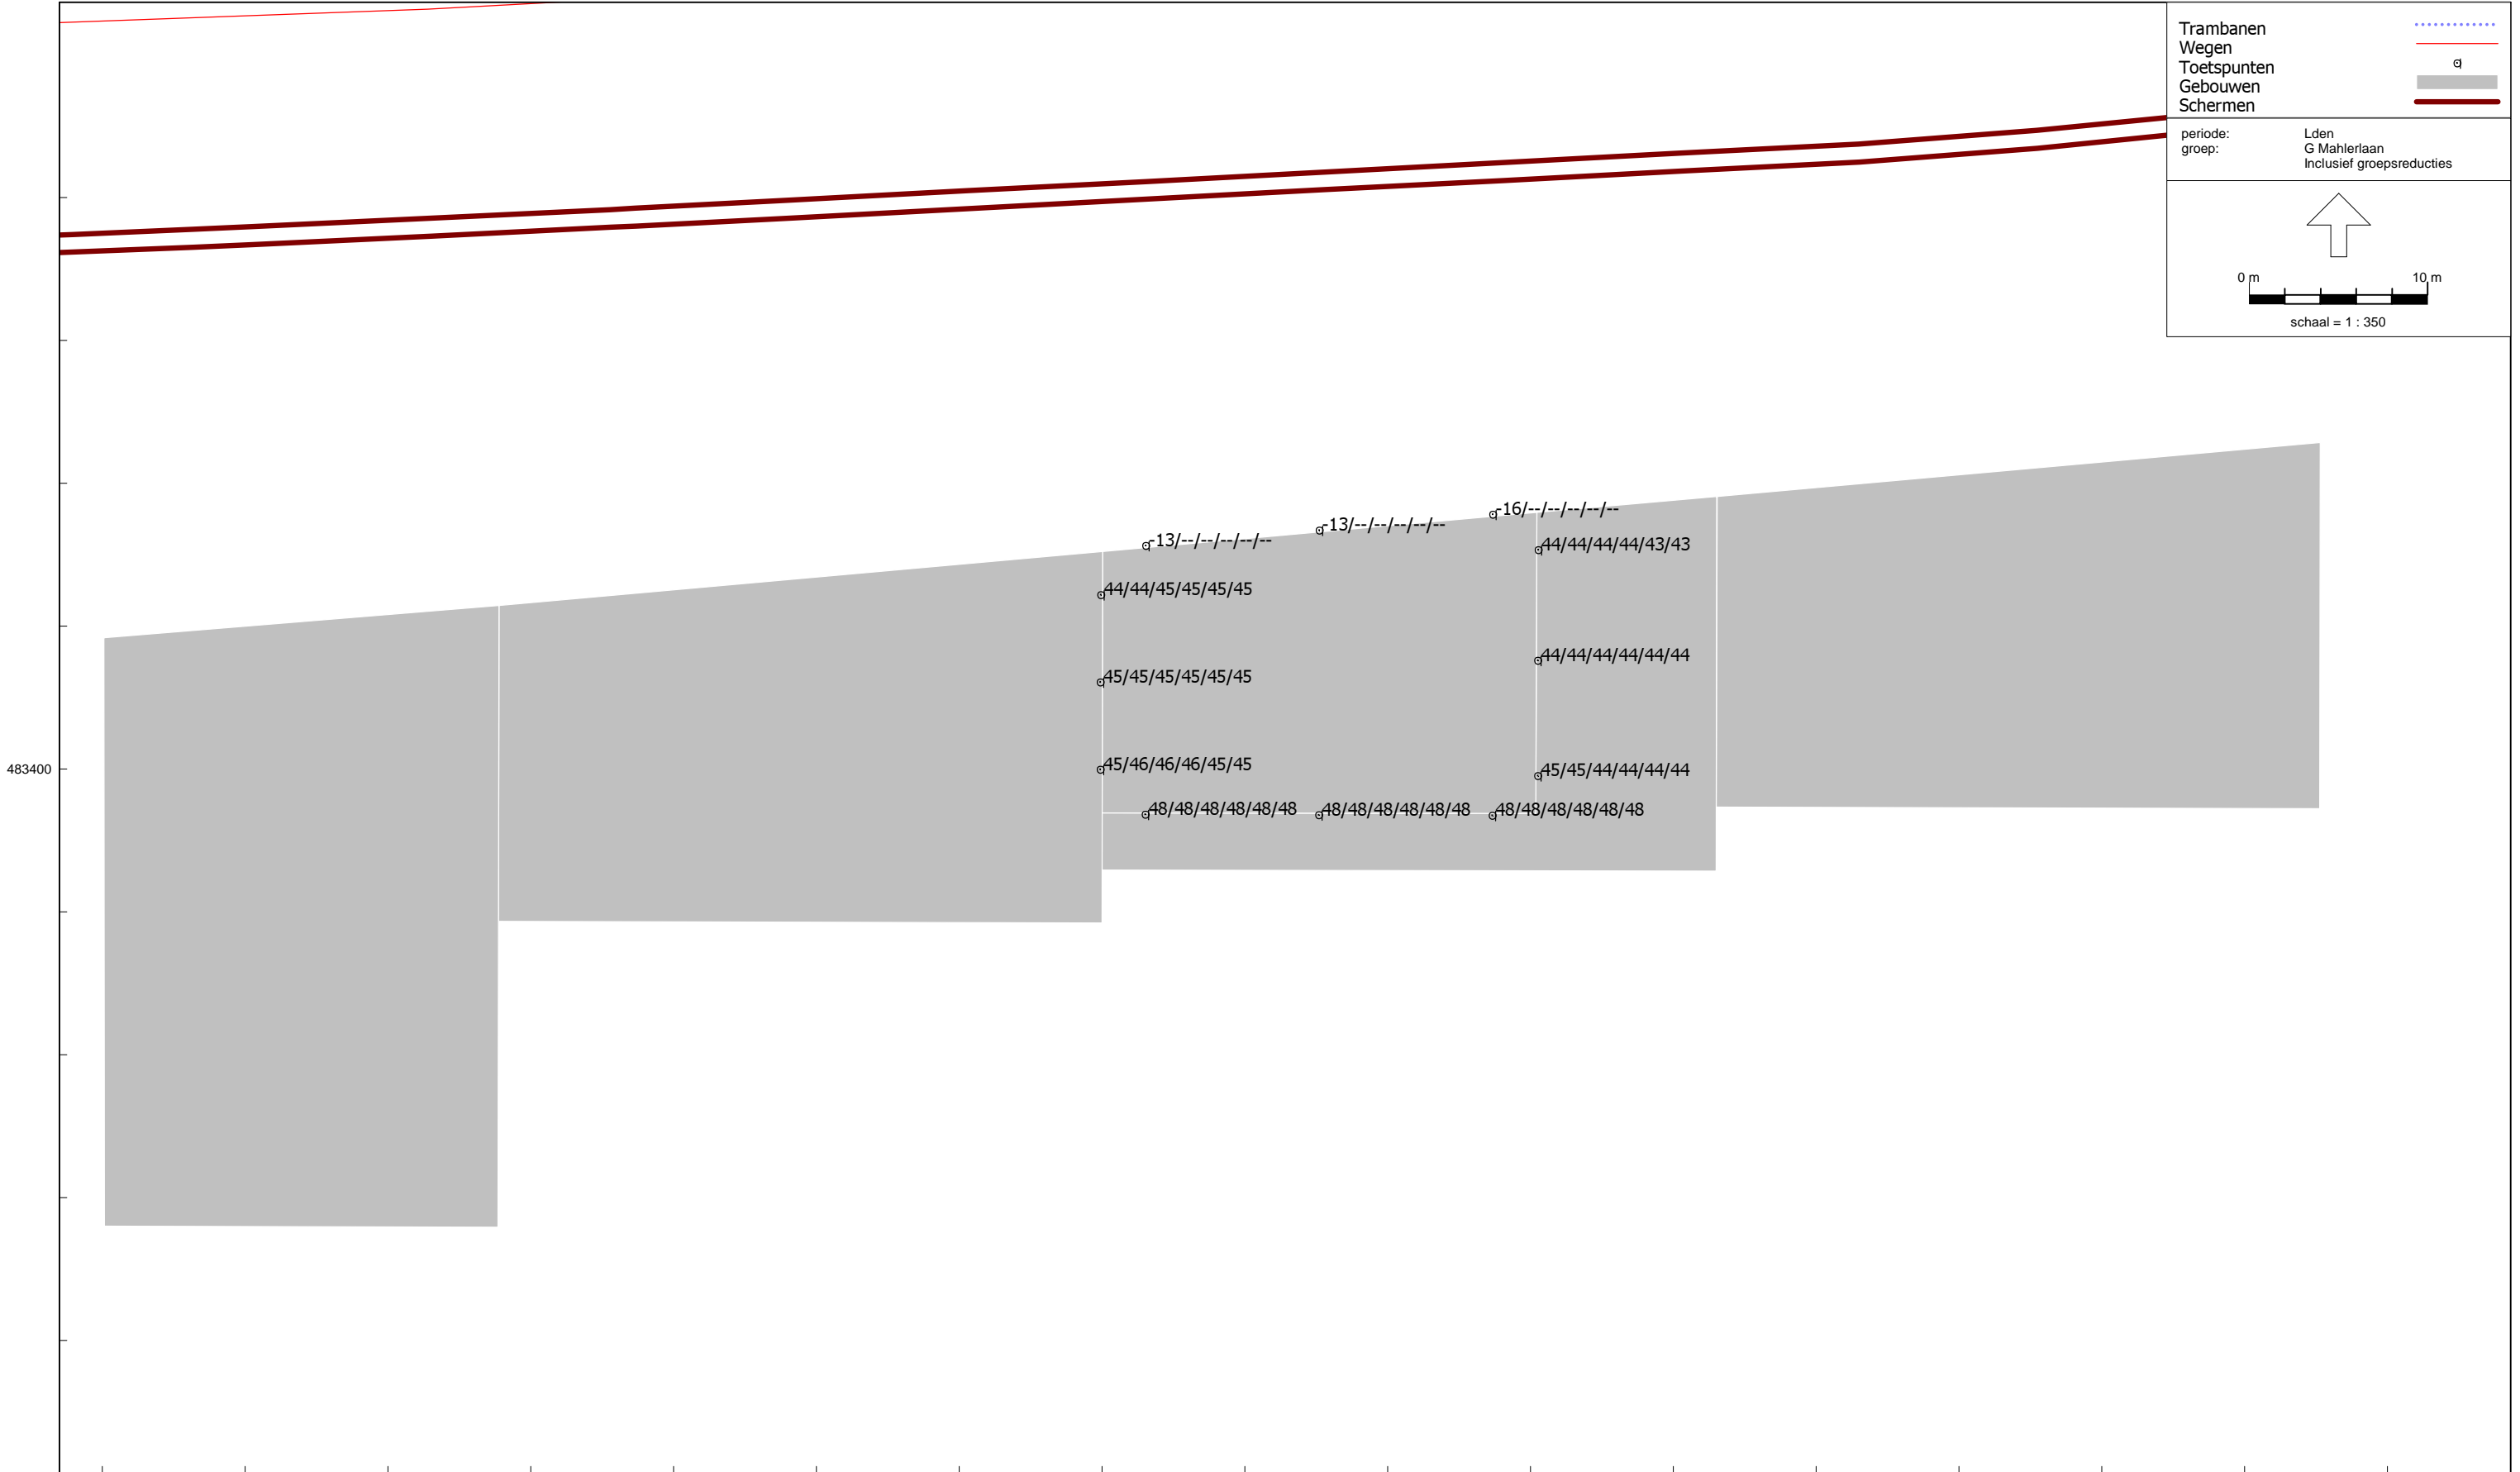 Trambanen
Wegen
Toetspunten
Gebouwen
Schermen
periode: Lden
groep: G Mahlerlaan
Inclusief groepsreducties
0 m 10 m
schaal = 1 : 350
-16/--/--/--/--/--
-13/--/--/--/--/--
-13/--/--/--/--/--
44/44/44/44/43/43
44/44/45/45/45/45
44/44/44/44/44/44
45/45/45/45/45/45
483400
45/46/46/46/45/45
45/45/44/44/44/44
48/48/48/48/48/48
48/48/48/48/48/48
48/48/48/48/48/48